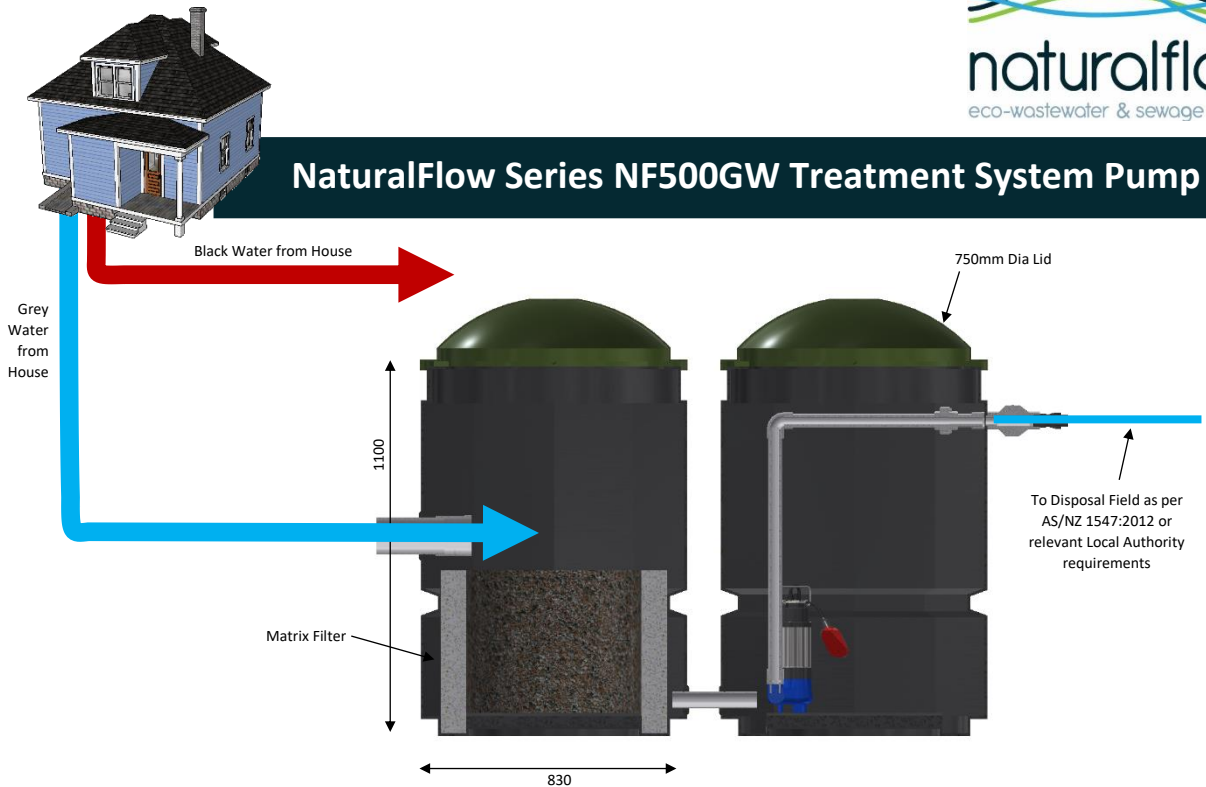 eco-wastewater & sewage
NaturalFlow Series NF500GW Treatment System Pump
Black Water from House
750mm Dia Lid
Grey
Water
from
House
1100
To Disposal Field as per
AS/NZ 1547:2012 or
relevant Local Authority
requirements
Matrix Filter
830